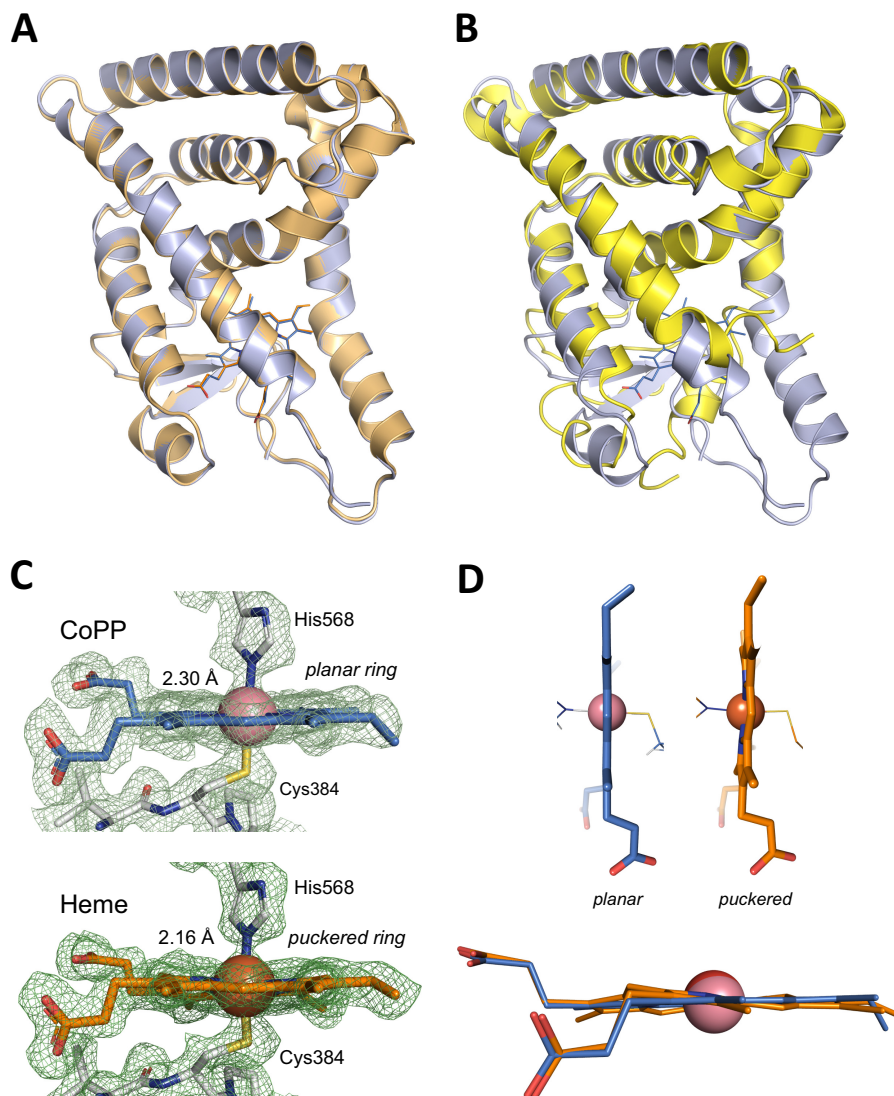 A
B
C
CoPP
His568
2.30 Å
planar ring
Cys384
Heme
His568
2.16 Å
puckered ring
Cys384
D
planar
puckered